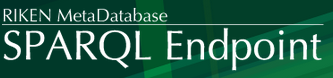 RIKEN MetaDatabase
SPARQL Endpoint